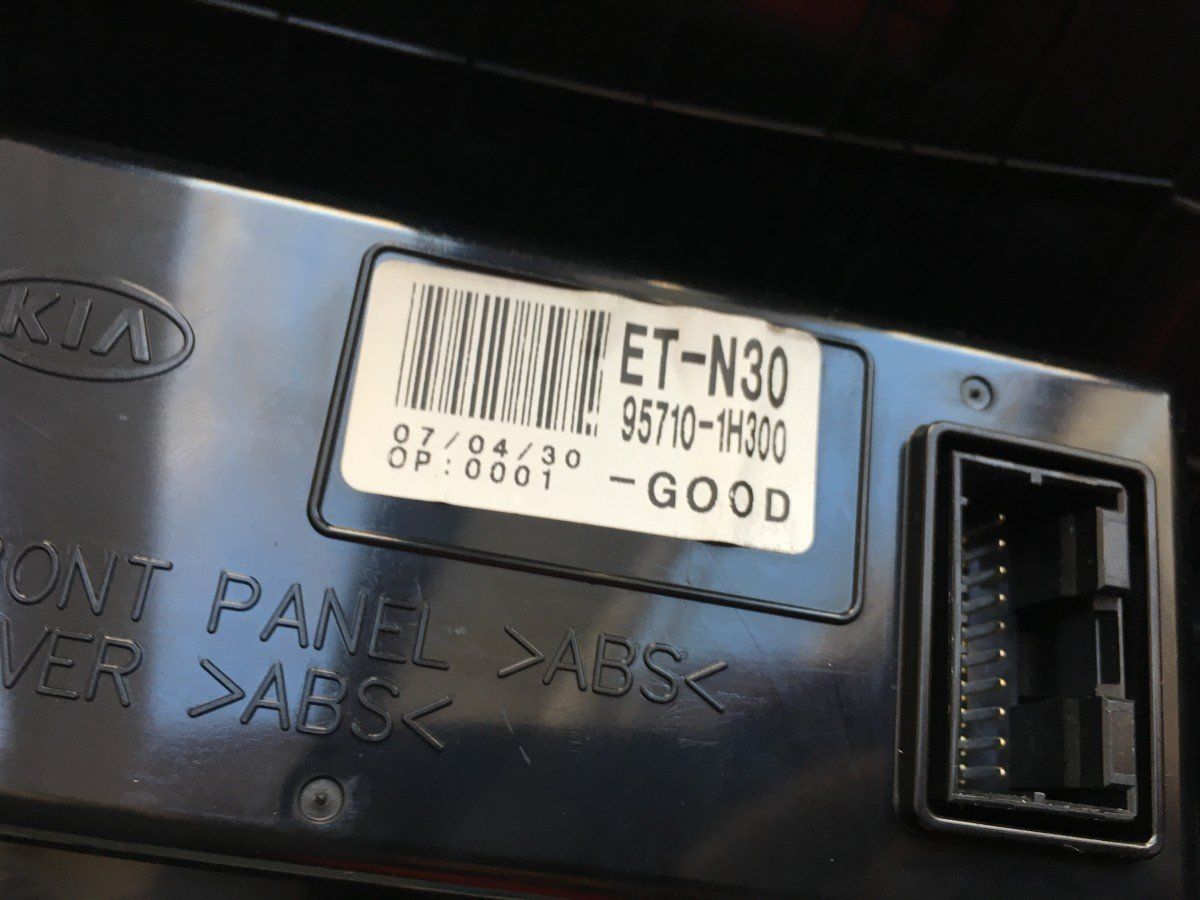 KIA
ET-N30
95710-1H300
07/04/30
OP:0001
-GOOD
PANEL >ABS<
>ABS<